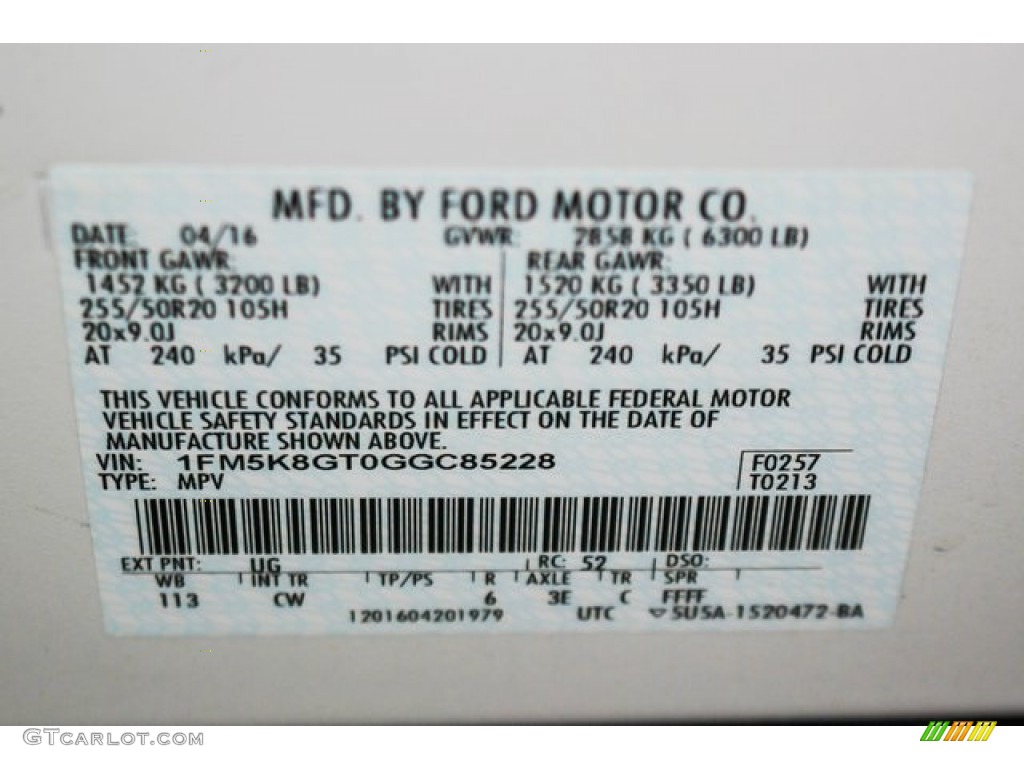 MFD. BY FORD MOTOR CO.
DATE: 04/16 GVWR: 2858 KG ( 6300 LB)
FRONT GAWR: REAR GAWR:
1452 KG ( 3200 LB) WITH 1520 KG ( 3350 LB) WITH
255/50R20 105H TIRES 255/50R20 105H TIRES
20x9.0J RIMS 20x9.0J RIMS
AT 240 kPa/ 35 PSI COLD AT 240 kPa/ 35 PSI COLD
THIS VEHICLE CONFORMS TO ALL APPLICABLE FEDERAL MOTOR
VEHICLE SAFETY STANDARDS IN EFFECT ON THE DATE OF
MANUFACTURE SHOWN ABOVE.
VIN: 1FM5K8GT0GGC85228 F0257
TYPE: MPV T0213
EXT PNT: UG RC: 52 DSO:
WB INT TR TP/PS R AXLE TR SPR
113 CW 6 3E C FFFF
1201604201979 UTC 5U5A-1520472-BA
GTCarLot.com